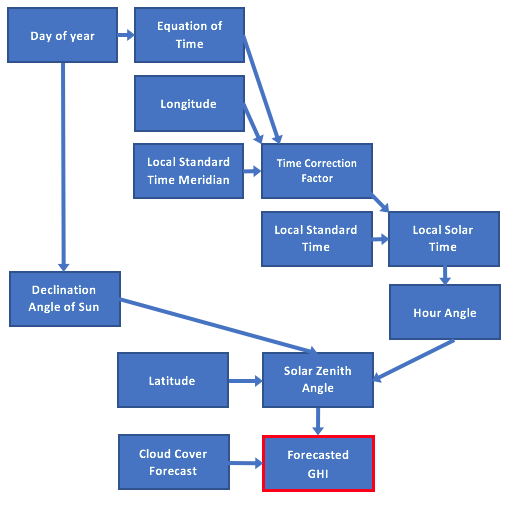 Day of year
Equation of
Time
Longitude
Local Standard
Time Meridian
Time Correction
Factor
Local Standard
Time
Local Solar
Time
Declination
Angle of Sun
Hour Angle
Latitude
Solar Zenith
Angle
Cloud Cover
Forecast
Forecasted
GHI